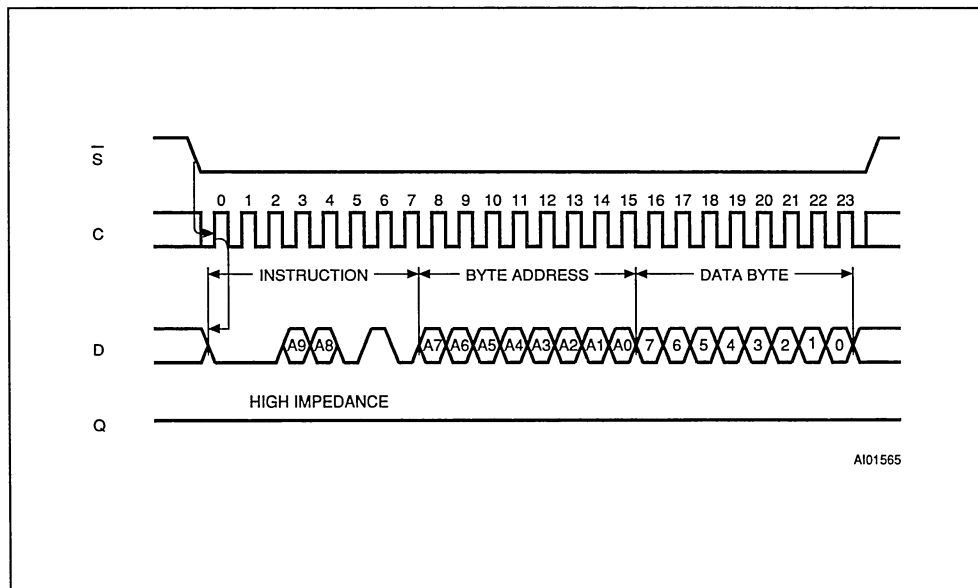 S
0 1 2 3 4 5 6 7 8 9 10 11 12 13 14 15 16 17 18 19 20 21 22 23
C
INSTRUCTION BYTE ADDRESS DATA BYTE
D A9 A8 A7 A6 A5 A4 A3 A2 A1 A0 7 6 5 4 3 2 1 0
HIGH IMPEDANCE
Q
AI01565